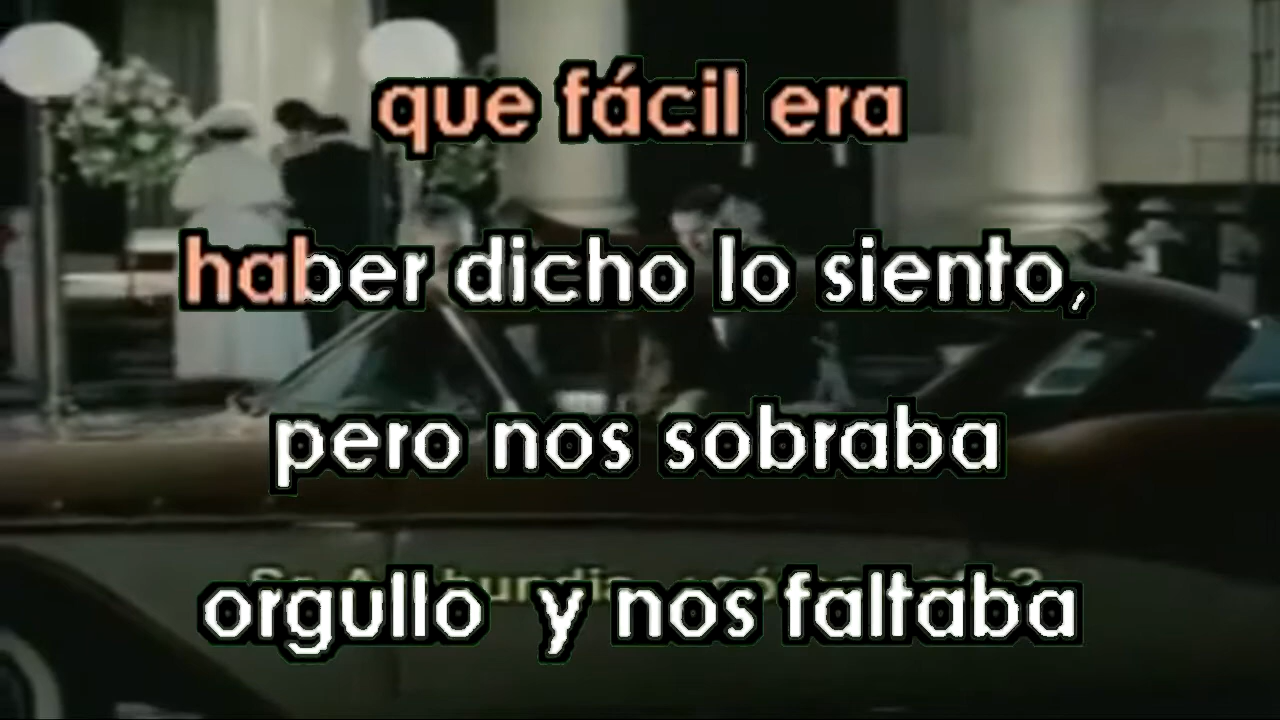 que fácil era
haber dicho lo siento,
pero nos sobraba
orgullo y nos faltaba